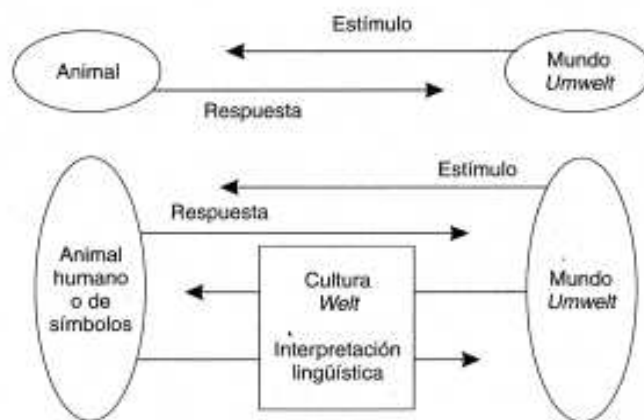 Estímulo
Animal
Mundo
Umwelt
Respuesta
Estímulo
Respuesta
Animal
humano
o de
símbolos
Cultura
Welt
Interpretación
lingüística
Mundo
Umwelt